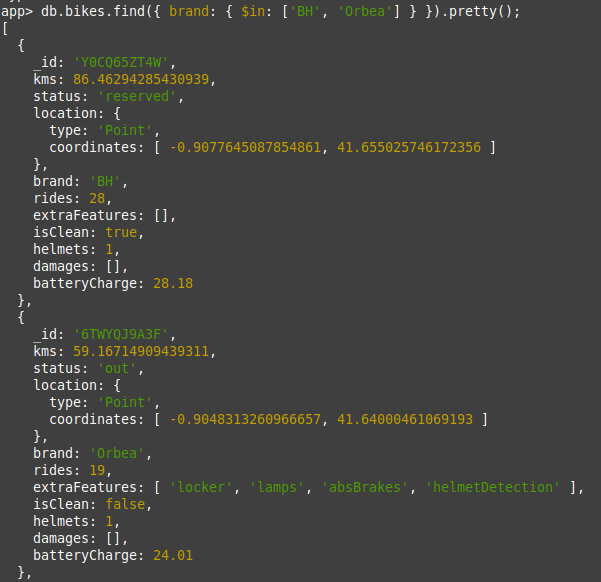 app> db.bikes.find({ brand: { $in: ['BH', 'Orbea'] } }).pretty();
[
  {
    _id: 'Y0CQ65ZT4W',
    kms: 86.46294285430939,
    status: 'reserved',
    location: {
      type: 'Point',
      coordinates: [ -0.9077645087854861, 41.655025746172356 ]
    },
    brand: 'BH',
    rides: 28,
    extraFeatures: [],
    isClean: true,
    helmets: 1,
    damages: [],
    batteryCharge: 28.18
  },
  {
    _id: '6TWYQJ9A3F',
    kms: 59.16714909439311,
    status: 'out',
    location: {
      type: 'Point',
      coordinates: [ -0.9048313260966657, 41.64000461069193 ]
    },
    brand: 'Orbea',
    rides: 19,
    extraFeatures: [ 'locker', 'lamps', 'absBrakes', 'helmetDetection' ],
    isClean: false,
    helmets: 1,
    damages: [],
    batteryCharge: 24.01
  },